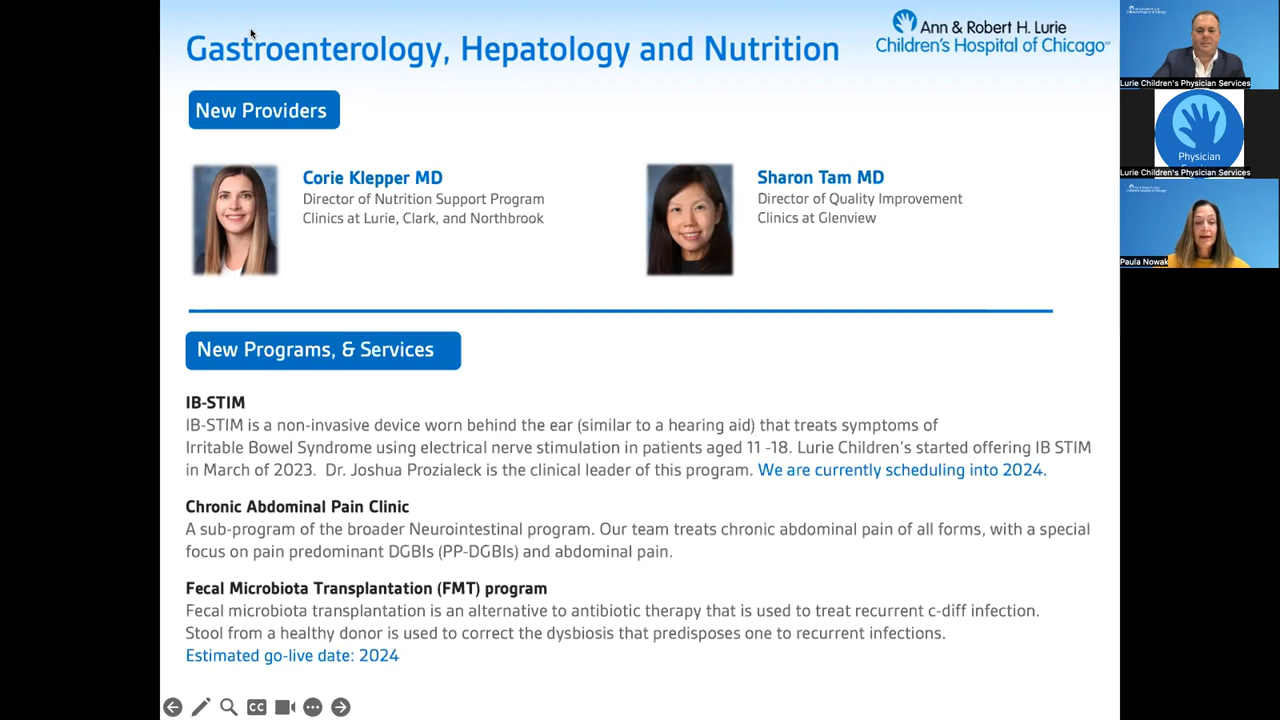 Gastroenterology, Hepatology and Nutrition
Ann & Robert H. Lurie
Children's Hospital of Chicago℠
New Providers
Corie Klepper MD
Director of Nutrition Support Program
Clinics at Lurie, Clark, and Northbrook
Sharon Tam MD
Director of Quality Improvement
Clinics at Glenview
New Programs, & Services
IB-STIM
IB-STIM is a non-invasive device worn behind the ear (similar to a hearing aid) that treats symptoms of
Irritable Bowel Syndrome using electrical nerve stimulation in patients aged 11 -18. Lurie Children's started offering IB STIM
in March of 2023. Dr. Joshua Prozialeck is the clinical leader of this program. We are currently scheduling into 2024.
Chronic Abdominal Pain Clinic
A sub-program of the broader Neurointestinal program. Our team treats chronic abdominal pain of all forms, with a special
focus on pain predominant DGBIs (PP-DGBIs) and abdominal pain.
Fecal Microbiota Transplantation (FMT) program
Fecal microbiota transplantation is an alternative to antibiotic therapy that is used to treat recurrent c-diff infection.
Stool from a healthy donor is used to correct the dysbiosis that predisposes one to recurrent infections.
Estimated go-live date: 2024
CC
Lurie Children's Physician Services
Physician
Lurie Children's Physician Services
Paula Nowak